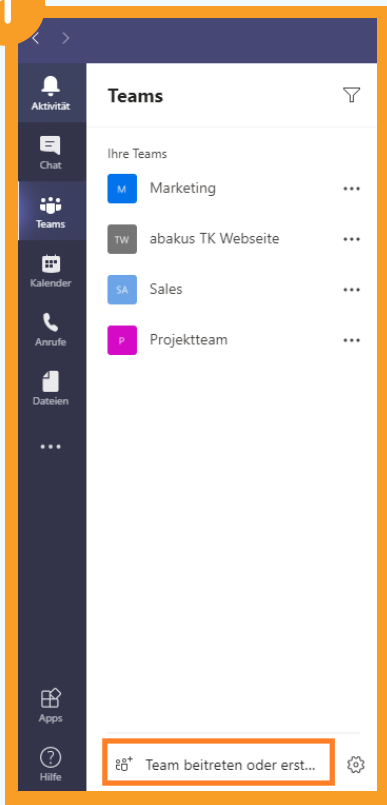 Aktivität
Chat
Teams
Kalender
Anrufe
Dateien
Apps
Hilfe
Teams
Ihre Teams
M Marketing
TW abakus TK Webseite
SA Sales
P Projektteam
Team beitreten oder erst...